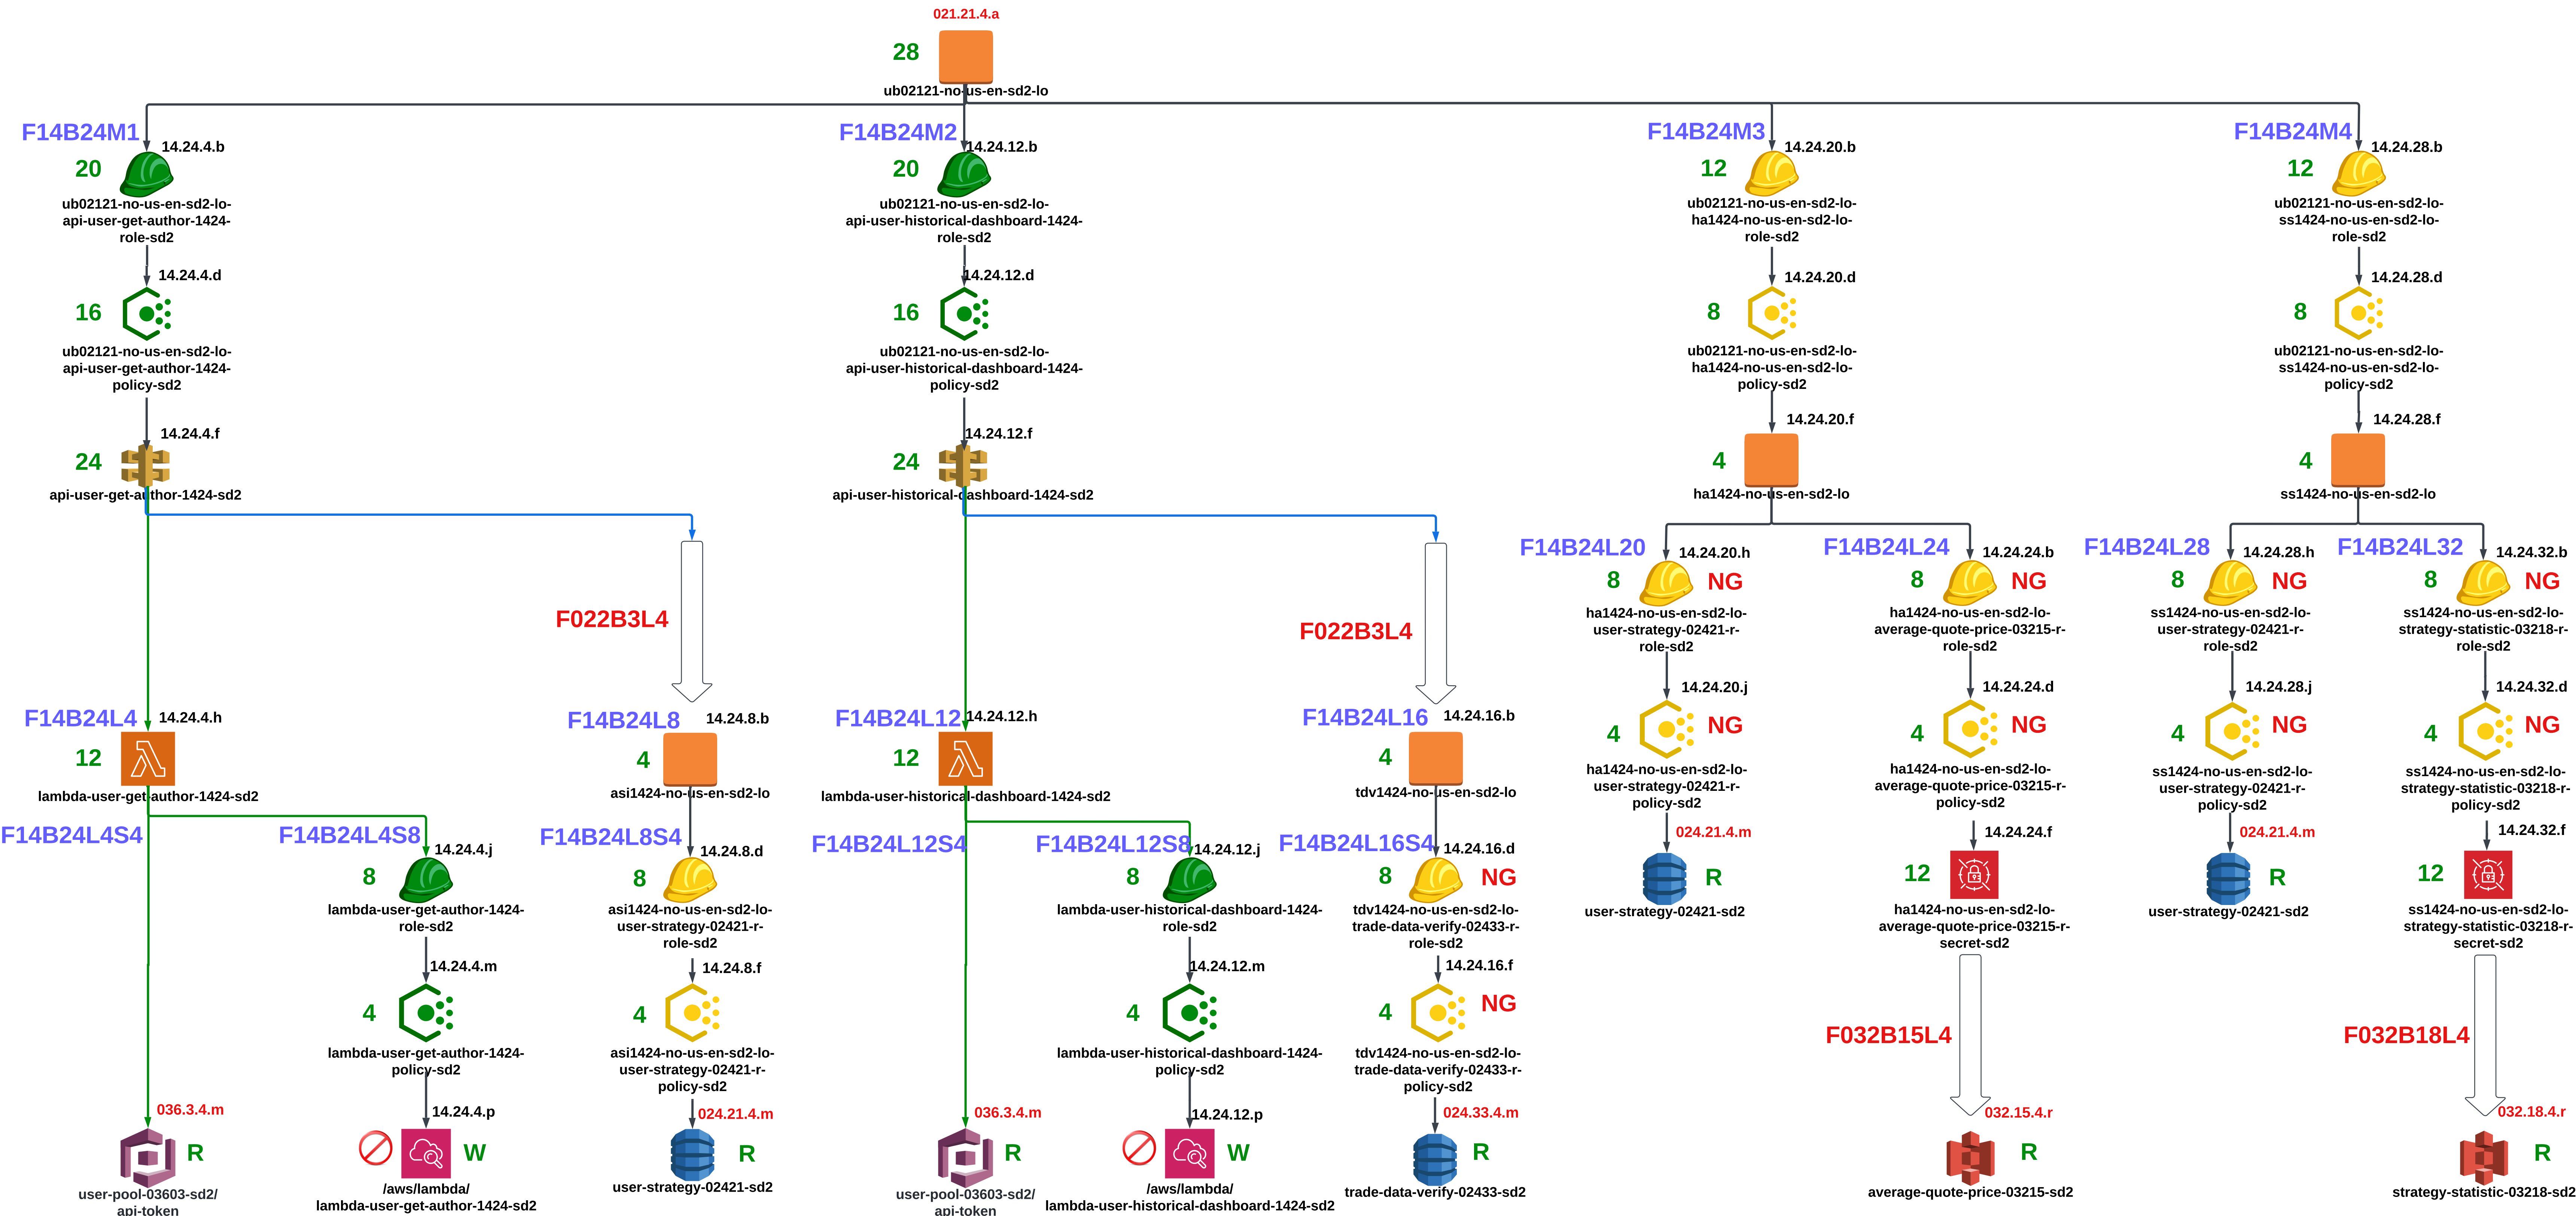 021.21.4.a
28
ub02121-no-us-en-sd2-lo
F14B24M1
14.24.4.b
20
ub02121-no-us-en-sd2-lo-
api-user-get-author-1424-
role-sd2
14.24.4.d
16
ub02121-no-us-en-sd2-lo-
api-user-get-author-1424-
policy-sd2
14.24.4.f
24
api-user-get-author-1424-sd2
F14B24M2
14.24.12.b
20
ub02121-no-us-en-sd2-lo-
api-user-historical-dashboard-1424-
role-sd2
14.24.12.d
16
ub02121-no-us-en-sd2-lo-
api-user-historical-dashboard-1424-
policy-sd2
14.24.12.f
24
api-user-historical-dashboard-1424-sd2
F14B24M3
14.24.20.b
12
ub02121-no-us-en-sd2-lo-
ha1424-no-us-en-sd2-lo-
role-sd2
14.24.20.d
8
ub02121-no-us-en-sd2-lo-
ha1424-no-us-en-sd2-lo-
policy-sd2
14.24.20.f
4
ha1424-no-us-en-sd2-lo
F14B24M4
14.24.28.b
12
ub02121-no-us-en-sd2-lo-
ss1424-no-us-en-sd2-lo-
role-sd2
14.24.28.d
8
ub02121-no-us-en-sd2-lo-
ss1424-no-us-en-sd2-lo-
policy-sd2
14.24.28.f
4
ss1424-no-us-en-sd2-lo
F14B24L4
14.24.4.h
12
lambda-user-get-author-1424-sd2
F14B24L4S4
036.3.4.m
R
user-pool-03603-sd2/
api-token
F14B24L4S8
14.24.4.j
8
lambda-user-get-author-1424-
role-sd2
14.24.4.m
4
lambda-user-get-author-1424-
policy-sd2
14.24.4.p
W
/aws/lambda/
lambda-user-get-author-1424-sd2
F022B3L4
F14B24L8
14.24.8.b
4
asi1424-no-us-en-sd2-lo
F14B24L8S4
14.24.8.d
8
asi1424-no-us-en-sd2-lo-
user-strategy-02421-r-
role-sd2
14.24.8.f
4
asi1424-no-us-en-sd2-lo-
user-strategy-02421-r-
policy-sd2
024.21.4.m
R
user-strategy-02421-sd2
F14B24L12
14.24.12.h
12
lambda-user-historical-dashboard-1424-sd2
F14B24L12S4
036.3.4.m
R
user-pool-03603-sd2/
api-token
F14B24L12S8
14.24.12.j
8
lambda-user-historical-dashboard-1424-
role-sd2
14.24.12.m
4
lambda-user-historical-dashboard-1424-
policy-sd2
14.24.12.p
W
/aws/lambda/
lambda-user-historical-dashboard-1424-sd2
F022B3L4
F14B24L16
14.24.16.b
4
tdv1424-no-us-en-sd2-lo
F14B24L16S4
14.24.16.d
8
NG
tdv1424-no-us-en-sd2-lo-
trade-data-verify-02433-r-
role-sd2
14.24.16.f
4
NG
tdv1424-no-us-en-sd2-lo-
trade-data-verify-02433-r-
policy-sd2
024.33.4.m
R
trade-data-verify-02433-sd2
F14B24L20
14.24.20.h
8
NG
ha1424-no-us-en-sd2-lo-
user-strategy-02421-r-
role-sd2
14.24.20.j
4
NG
ha1424-no-us-en-sd2-lo-
user-strategy-02421-r-
policy-sd2
024.21.4.m
R
user-strategy-02421-sd2
F14B24L24
14.24.24.b
8
NG
ha1424-no-us-en-sd2-lo-
average-quote-price-03215-r-
role-sd2
14.24.24.d
4
NG
ha1424-no-us-en-sd2-lo-
average-quote-price-03215-r-
policy-sd2
14.24.24.f
12
ha1424-no-us-en-sd2-lo-
average-quote-price-03215-r-
secret-sd2
F032B15L4
032.15.4.r
R
average-quote-price-03215-sd2
F14B24L28
14.24.28.h
8
NG
ss1424-no-us-en-sd2-lo-
user-strategy-02421-r-
role-sd2
14.24.28.j
4
NG
ss1424-no-us-en-sd2-lo-
user-strategy-02421-r-
policy-sd2
024.21.4.m
R
user-strategy-02421-sd2
F14B24L32
14.24.32.b
8
NG
ss1424-no-us-en-sd2-lo-
strategy-statistic-03218-r-
role-sd2
14.24.32.d
4
NG
ss1424-no-us-en-sd2-lo-
strategy-statistic-03218-r-
policy-sd2
14.24.32.f
12
ss1424-no-us-en-sd2-lo-
strategy-statistic-03218-r-
secret-sd2
F032B18L4
032.18.4.r
R
strategy-statistic-03218-sd2